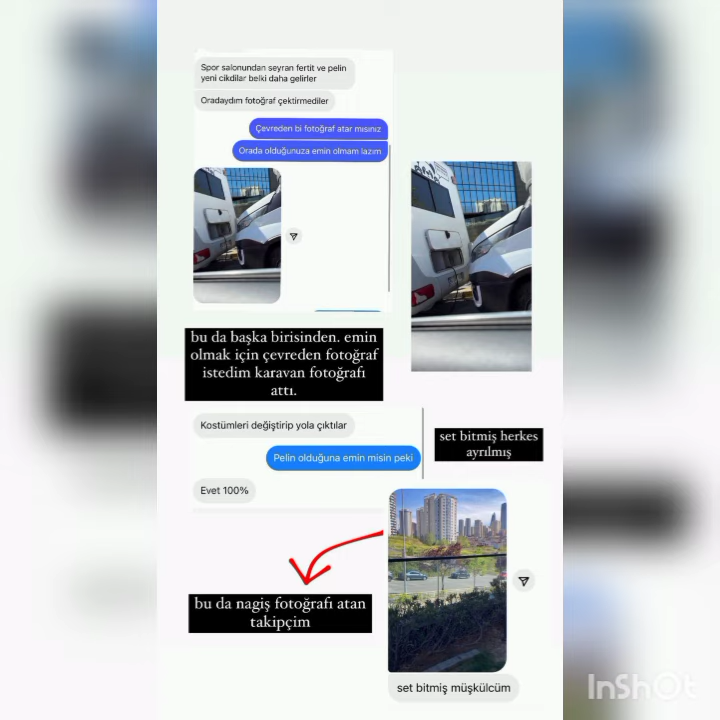 Spor salonundan seyran fertit ve pelin
yeni cikdilar belki daha gelirler
Oradaydım fotoğraf çektirmediler
Çevreden bi fotoğraf atar mısınız
Orada olduğunuza emin olmam lazım
bu da başka birisinden. emin
olmak için çevreden fotoğraf
istedim karavan fotoğrafı
attı.
Kostümleri değiştirip yola çıktılar
Pelin olduğuna emin misin peki
Evet 100%
set bitmiş herkes
ayrılmış
bu da nagiş fotoğrafı atan
takipçim
set bitmiş müşkülcüm
InShOt